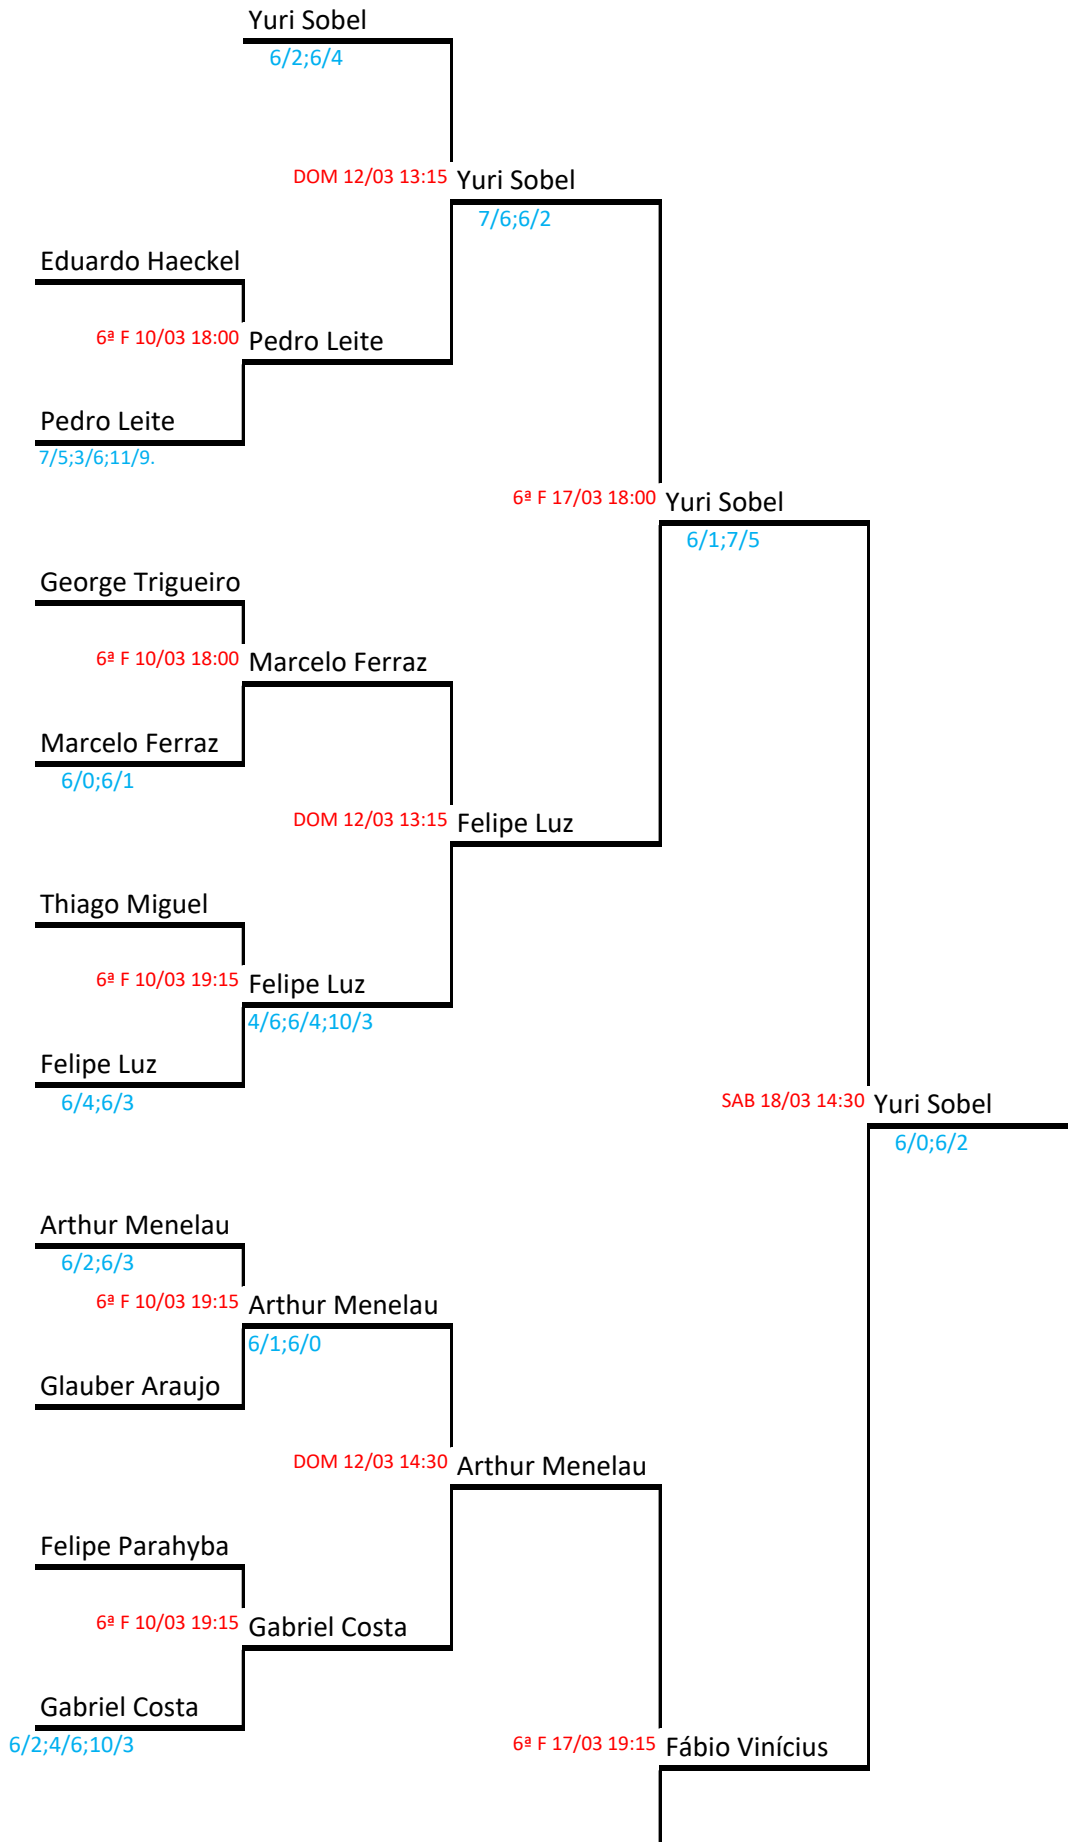 Yuri Sobel
6/2;6/4
DOM 12/03 13:15 Yuri Sobel
7/6;6/2
Eduardo Haeckel
6ª F 10/03 18:00 Pedro Leite
Pedro Leite
7/5;3/6;11/9.
6ª F 17/03 18:00 Yuri Sobel
6/1;7/5
George Trigueiro
6ª F 10/03 18:00 Marcelo Ferraz
Marcelo Ferraz
6/0;6/1
DOM 12/03 13:15 Felipe Luz
Thiago Miguel
6ª F 10/03 19:15 Felipe Luz
4/6;6/4;10/3
Felipe Luz
6/4;6/3
SAB 18/03 14:30 Yuri Sobel
6/0;6/2
Arthur Menelau
6/2;6/3
6ª F 10/03 19:15 Arthur Menelau
6/1;6/0
Glauber Araujo
DOM 12/03 14:30 Arthur Menelau
Felipe Parahyba
6ª F 10/03 19:15 Gabriel Costa
Gabriel Costa
6/2;4/6;10/3
6ª F 17/03 19:15 Fábio Vinícius